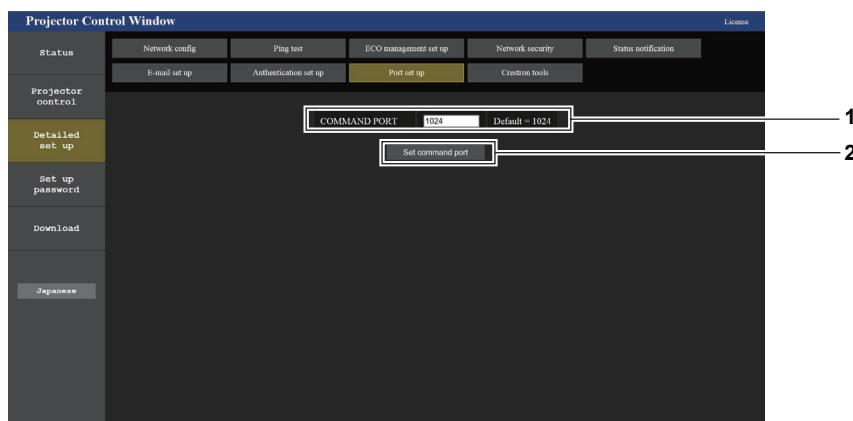 Projector Control Window License
Status Network config Ping test ECO management set up Network security Status notification
E-mail set up Authentication set up Port set up Crestron tools
Projector
control
COMMAND PORT 1024 Default = 1024 1
Detailed
set up
Set command port 2
Set up
password
Download
Japanese